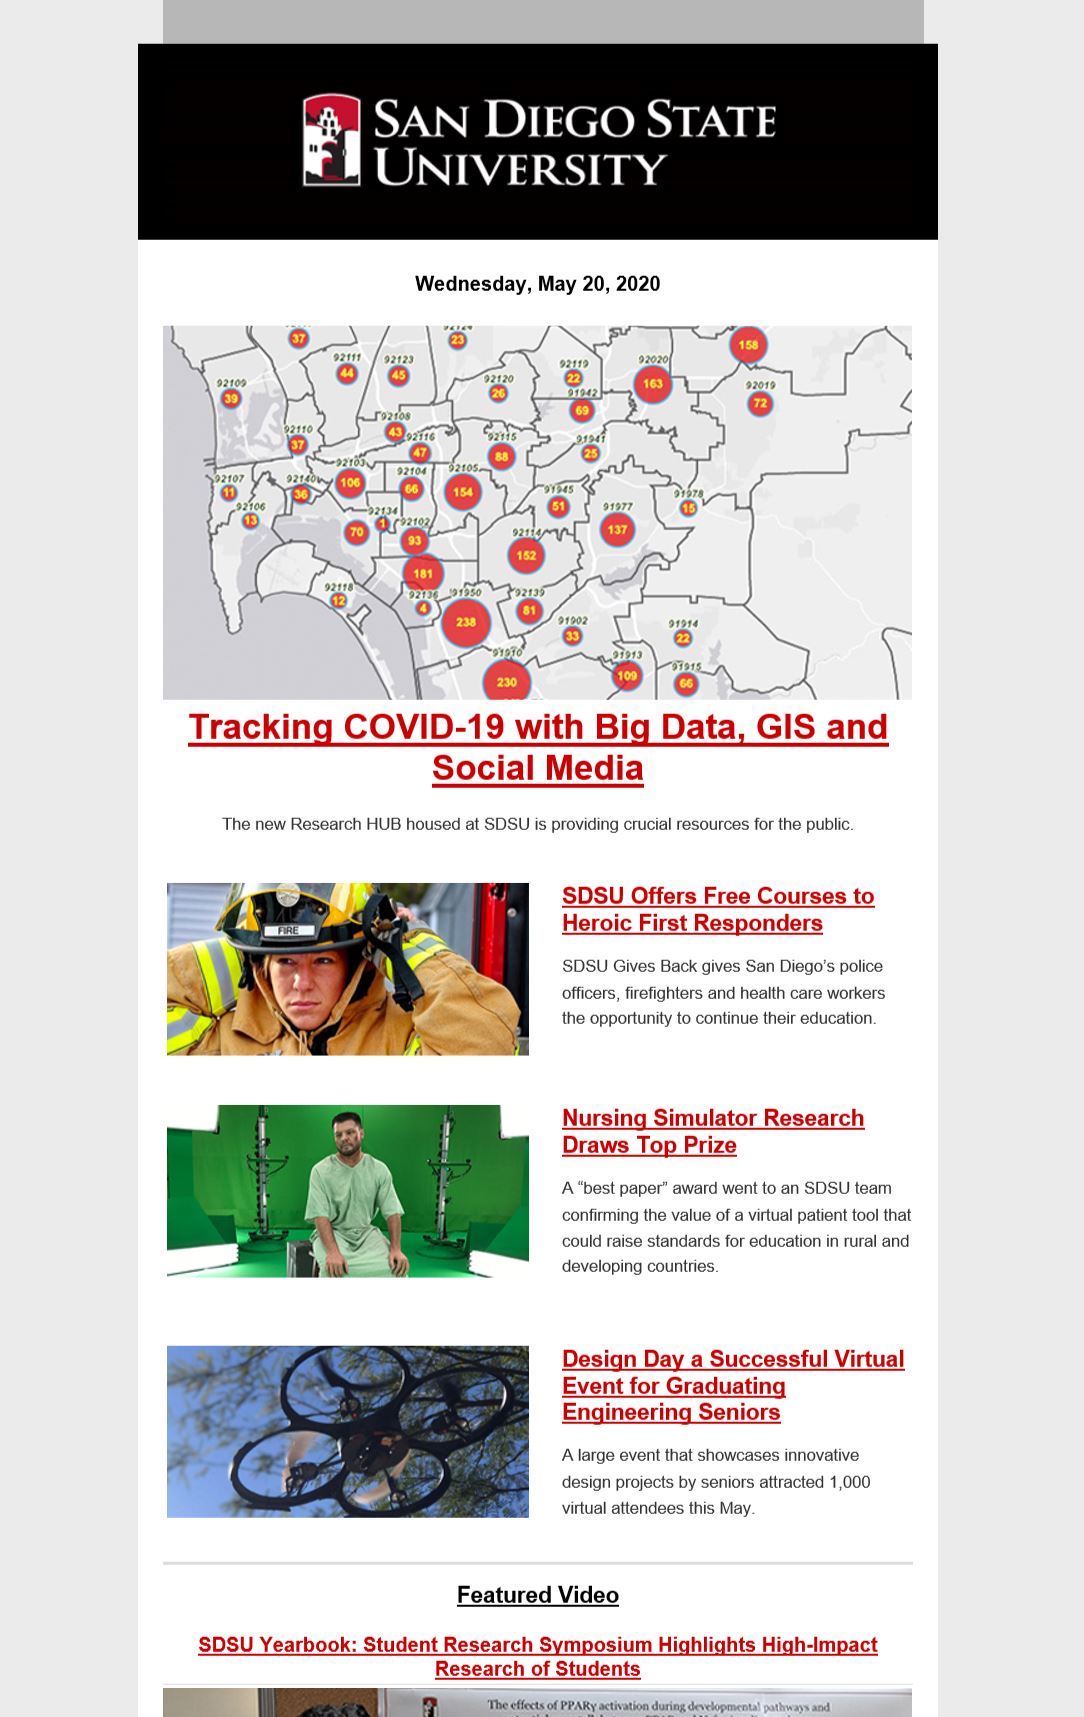 SAN DIEGO STATE
UNIVERSITY
Wednesday, May 20, 2020
37
23
158
92111
44
92123
45
92109
39
92120
26
92119
22
91942
69
92020
163
92019
72
92108
43
92110
37
92116
47
92115
88
91941
25
92107
11
92140
36
92103
106
92104
66
92105
154
91945
51
91977
137
91978
15
92106
13
70
92134
1
92102
93
92114
152
181
92118
12
92136
4
91950
238
92139
81
91902
33
91914
22
91910
230
91913
109
91915
66
Tracking COVID-19 with Big Data, GIS and
Social Media
The new Research HUB housed at SDSU is providing crucial resources for the public.
FIRE
SDSU Offers Free Courses to
Heroic First Responders
SDSU Gives Back gives San Diego’s police
officers, firefighters and health care workers
the opportunity to continue their education.
Nursing Simulator Research
Draws Top Prize
A “best paper” award went to an SDSU team
confirming the value of a virtual patient tool that
could raise standards for education in rural and
developing countries.
Design Day a Successful Virtual
Event for Graduating
Engineering Seniors
A large event that showcases innovative
design projects by seniors attracted 1,000
virtual attendees this May.
Featured Video
SDSU Yearbook: Student Research Symposium Highlights High-Impact
Research of Students
The effects of PPARγ activation during developmental pathways and